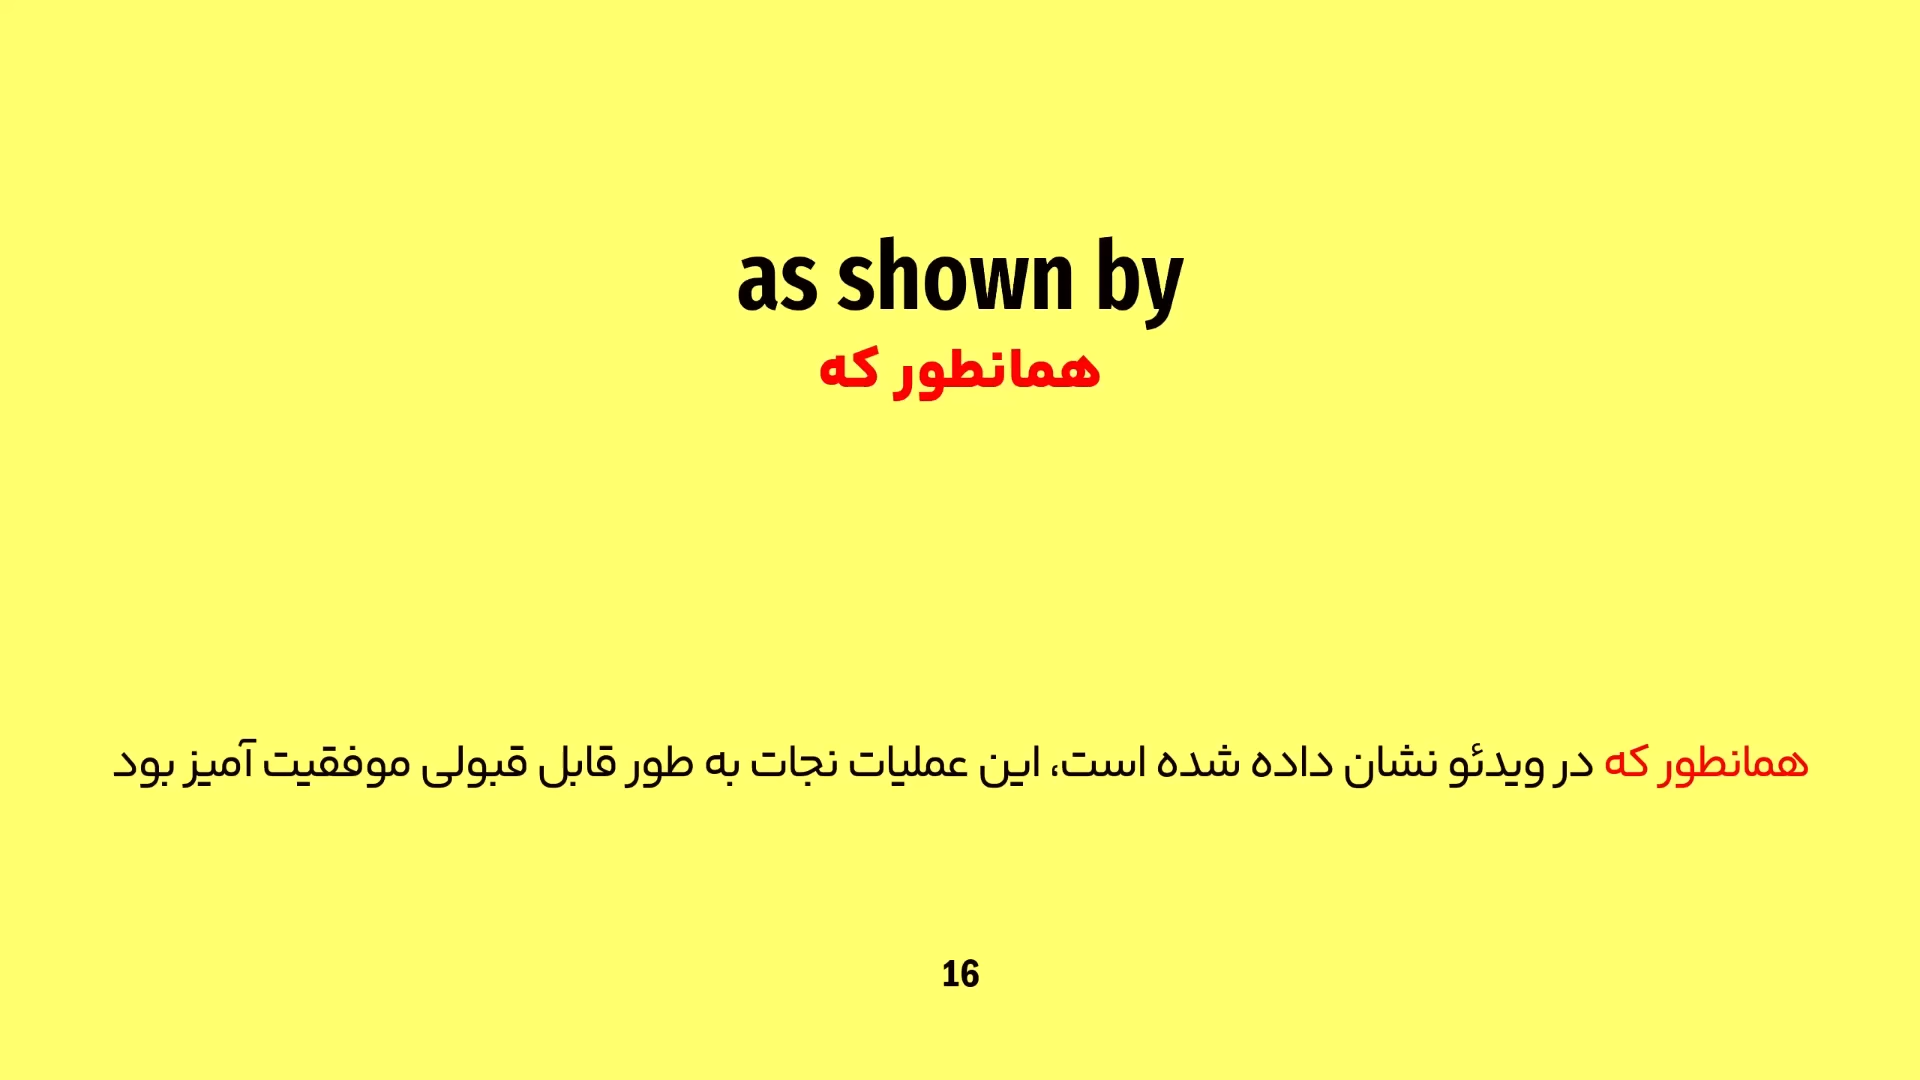 as shown by
همانطور که
همانطور که در ویدئو نشان داده شده است، این عملیات نجات به طور قابل قبولی موفقیت آمیز بود
16